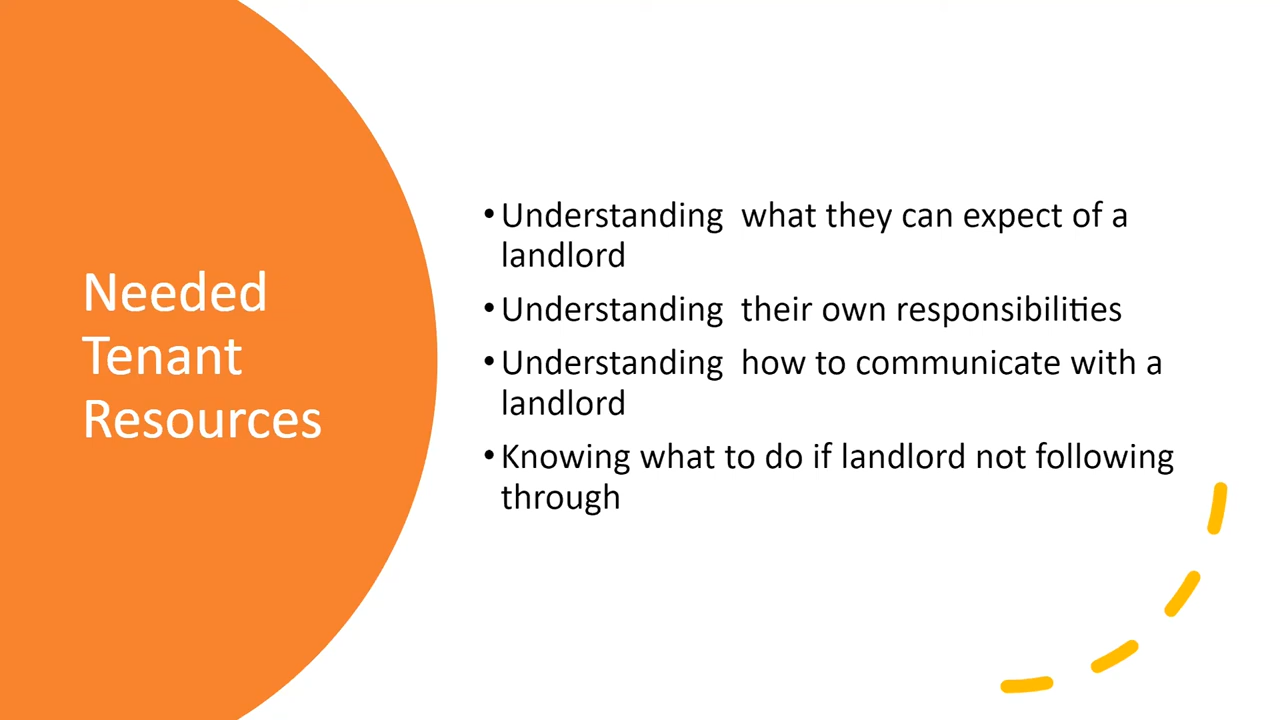 Needed
Tenant
Resources
• Understanding  what they can expect of a
landlord
• Understanding  their own responsibilities
• Understanding  how to communicate with a
landlord
• Knowing what to do if landlord not following
through